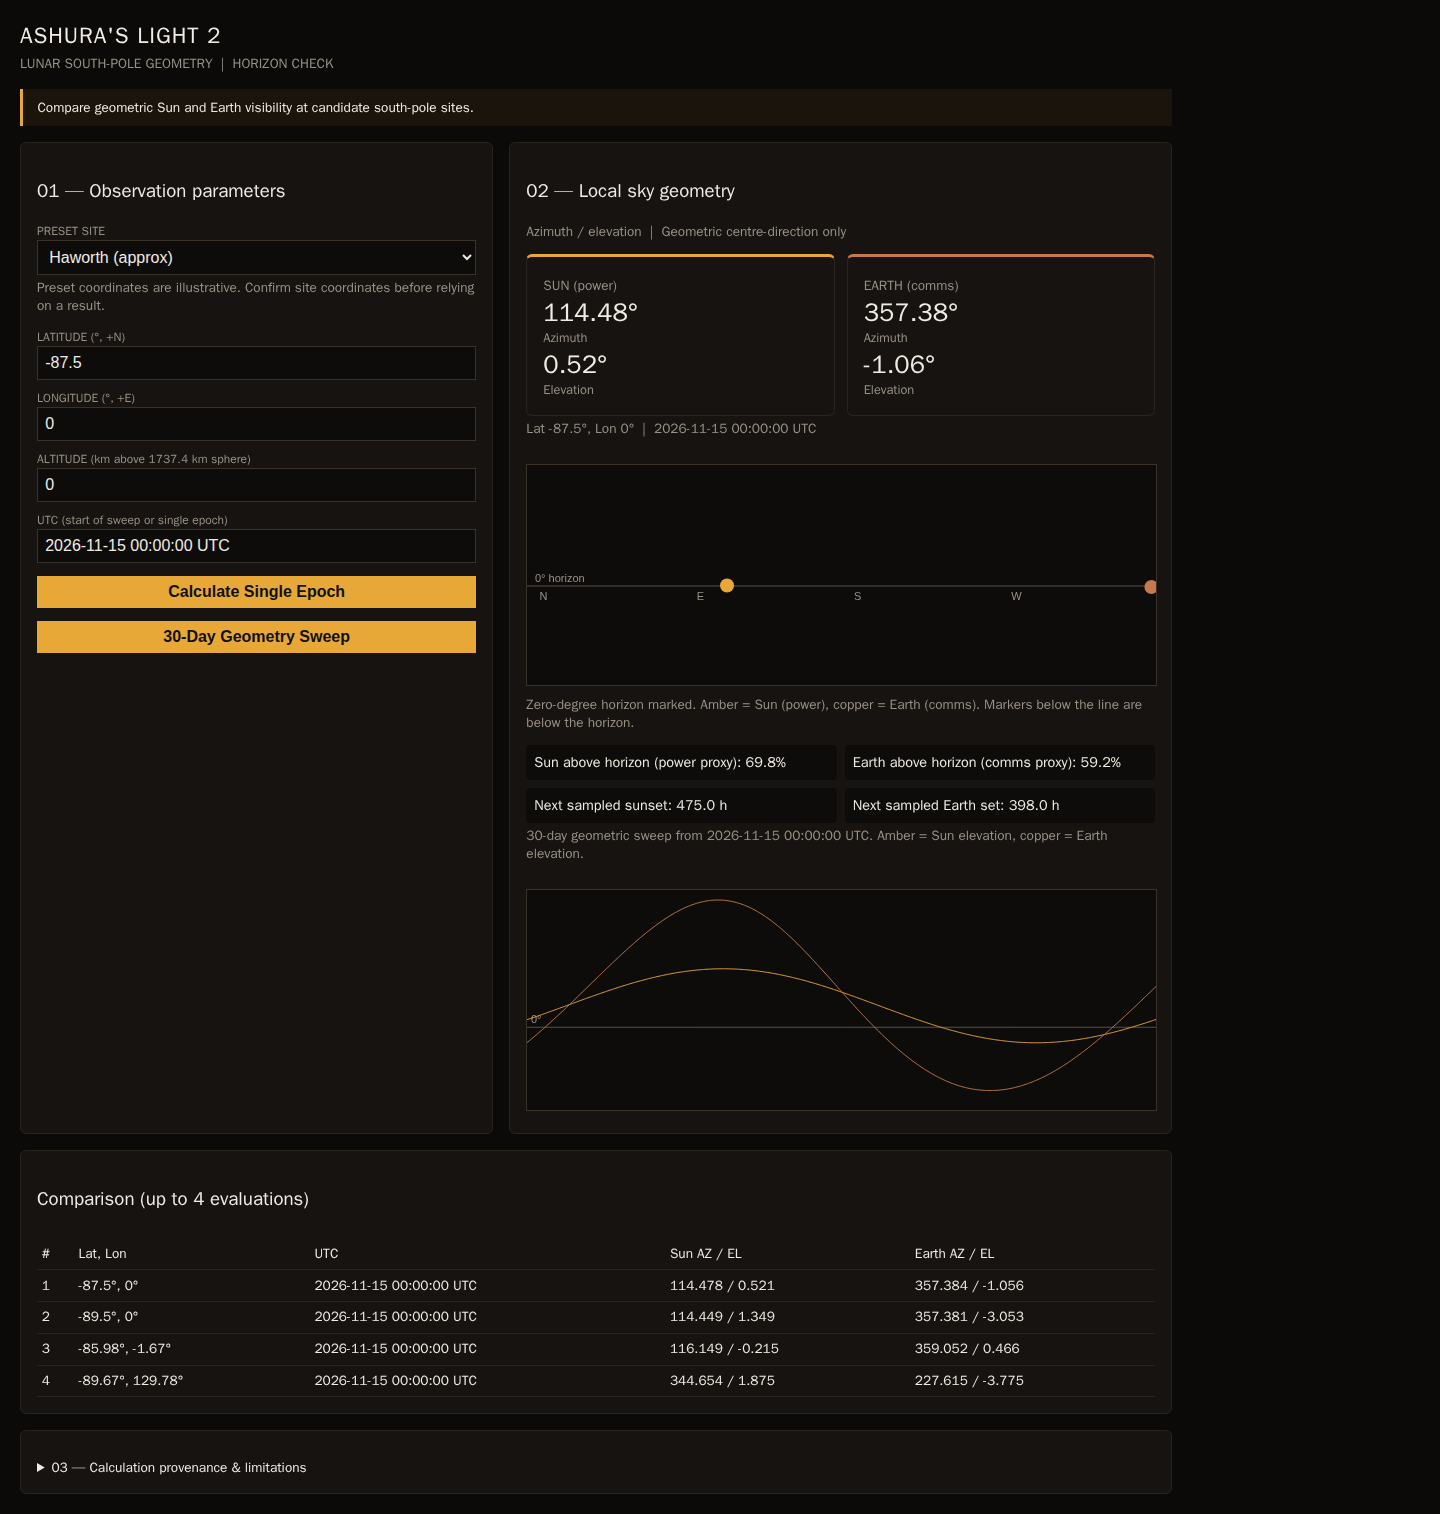 ASHURA'S LIGHT 2
LUNAR SOUTH-POLE GEOMETRY | HORIZON CHECK
Compare geometric Sun and Earth visibility at candidate south-pole sites.
01 — Observation parameters
PRESET SITE
Haworth (approx)
Preset coordinates are illustrative. Confirm site coordinates before relying
on a result.
LATITUDE (°, +N)
-87.5
LONGITUDE (°, +E)
0
ALTITUDE (km above 1737.4 km sphere)
0
UTC (start of sweep or single epoch)
2026-11-15 00:00:00 UTC
Calculate Single Epoch
30-Day Geometry Sweep
02 — Local sky geometry
Azimuth / elevation | Geometric centre-direction only
SUN (power)
114.48°
Azimuth
0.52°
Elevation
EARTH (comms)
357.38°
Azimuth
-1.06°
Elevation
Lat -87.5°, Lon 0° | 2026-11-15 00:00:00 UTC
0° horizon
N E S W
Zero-degree horizon marked. Amber = Sun (power), copper = Earth (comms). Markers below the line are
below the horizon.
Sun above horizon (power proxy): 69.8%
Earth above horizon (comms proxy): 59.2%
Next sampled sunset: 475.0 h
Next sampled Earth set: 398.0 h
30-day geometric sweep from 2026-11-15 00:00:00 UTC. Amber = Sun elevation, copper = Earth
elevation.
0°
Comparison (up to 4 evaluations)
# Lat, Lon UTC Sun AZ / EL Earth AZ / EL
1 -87.5°, 0° 2026-11-15 00:00:00 UTC 114.478 / 0.521 357.384 / -1.056
2 -89.5°, 0° 2026-11-15 00:00:00 UTC 114.449 / 1.349 357.381 / -3.053
3 -85.98°, -1.67° 2026-11-15 00:00:00 UTC 116.149 / -0.215 359.052 / 0.466
4 -89.67°, 129.78° 2026-11-15 00:00:00 UTC 344.654 / 1.875 227.615 / -3.775
03 — Calculation provenance & limitations